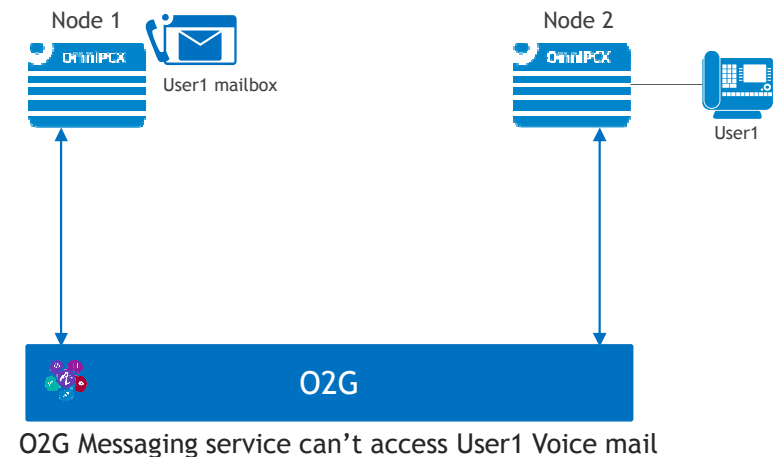 Node 1
Node 2
OmniPCX
OmniPCX
User1 mailbox
User1
O2G
O2G Messaging service can't access User1 Voice mail